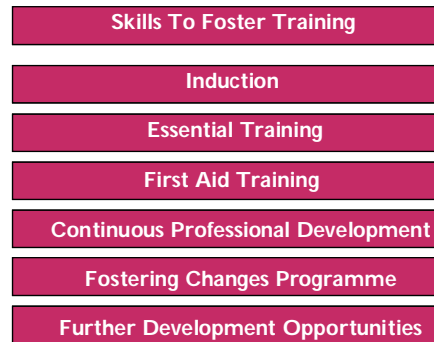 Skills To Foster Training
Induction
Essential Training
First Aid Training
Continuous Professional Development
Fostering Changes Programme
Further Development Opportunities